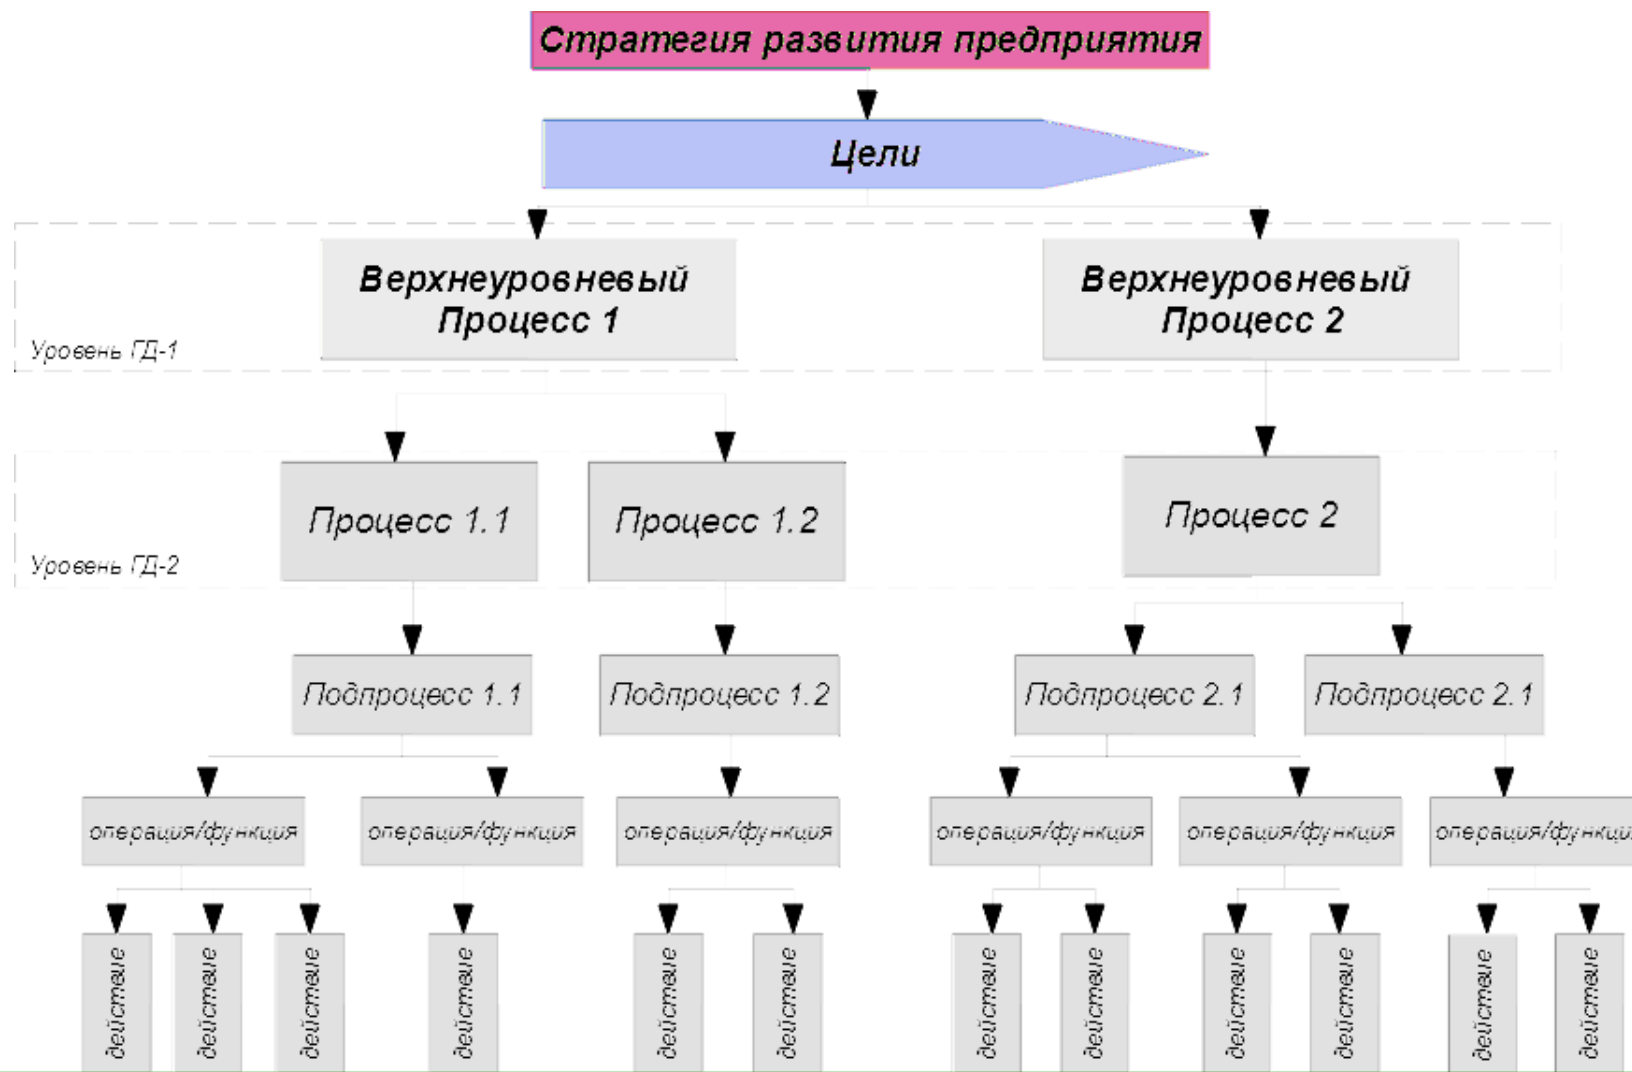 Стратегия развития предприятия
Цели
Верхнеуровневый
Процесс 1
Верхнеуровневый
Процесс 2
Уровень ГД-1
Процесс 1.1
Процесс 1.2
Процесс 2
Уровень ГД-2
Подпроцесс 1.1
Подпроцесс 1.2
Подпроцесс 2.1
Подпроцесс 2.1
операция/функция
операция/функция
операция/функция
операция/функция
операция/функция
операция/функция
действие
действие
действие
действие
действие
действие
действие
действие
действие
действие
действие
действие